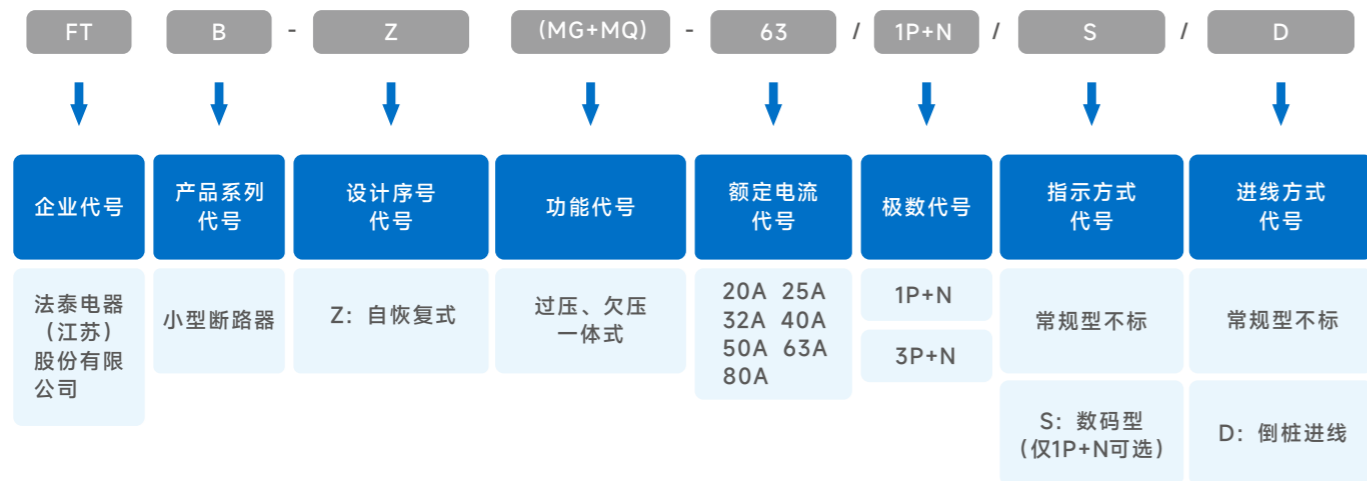 FT B - Z (MG+MQ) - 63 / 1P+N / S / D
企业代号
产品系列
代号
设计序号
代号
功能代号
额定电流
代号
极数代号
指示方式
代号
进线方式
代号
法泰电器
（江苏）
股份有限
公司
小型断路器
Z：自恢复式
过压、欠压
一体式
20A 25A
32A 40A
50A 63A
80A
1P+N
3P+N
常规型不标
S：数码型
（仅1P+N可选）
常规型不标
D：倒桩进线